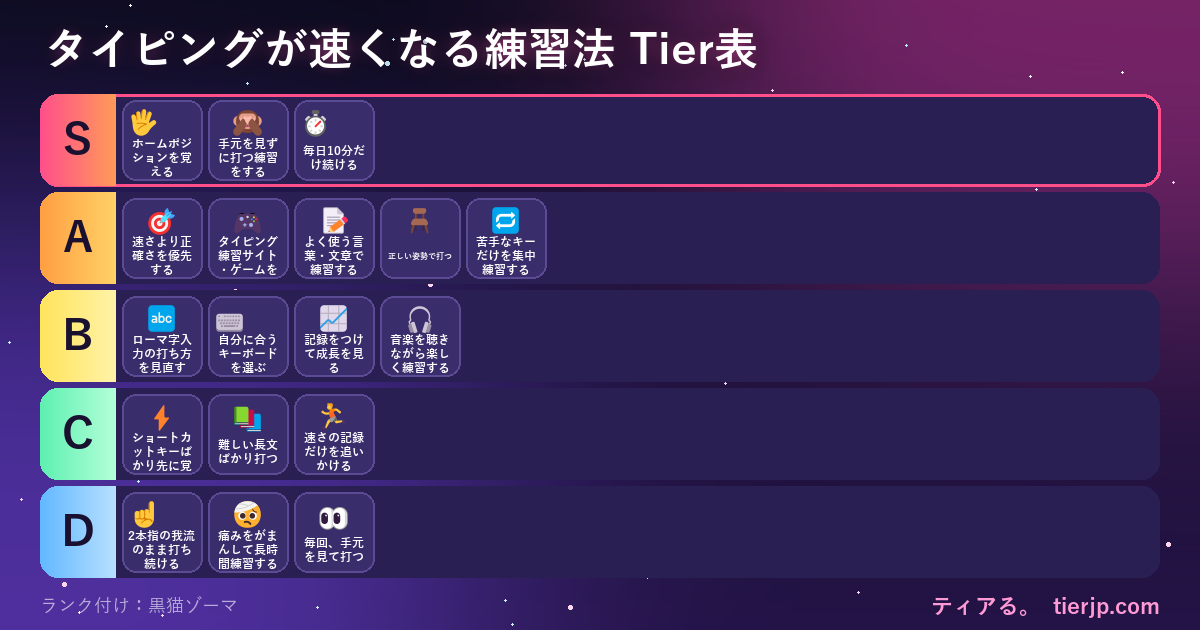 タイピングが速くなる練習法 Tier表
S
ホームポジ
ションを覚
える
手元を見ず
に打つ練習
をする
毎日10分だ
け続ける
A
速さより正
確さを優先
する
タイピング
練習サイト
・ゲームを
よく使う言
葉・文章で
練習する
正しい姿勢で打つ
苦手なキー
だけを集中
練習する
B
abc
ローマ字入
力の打ち方
を見直す
自分に合う
キーボード
を選ぶ
記録をつけ
て成長を見
る
音楽を聴き
ながら楽し
く練習する
C
ショートカ
ットキーば
かり先に覚
難しい長文
ばかり打つ
速さの記録
だけを追い
かける
D
2本指の我流
のまま打ち
続ける
痛みをがま
んして長時
間練習する
毎回、手元
を見て打つ
ランク付け：黒猫ゾーマ
ティアる。 tierjp.com